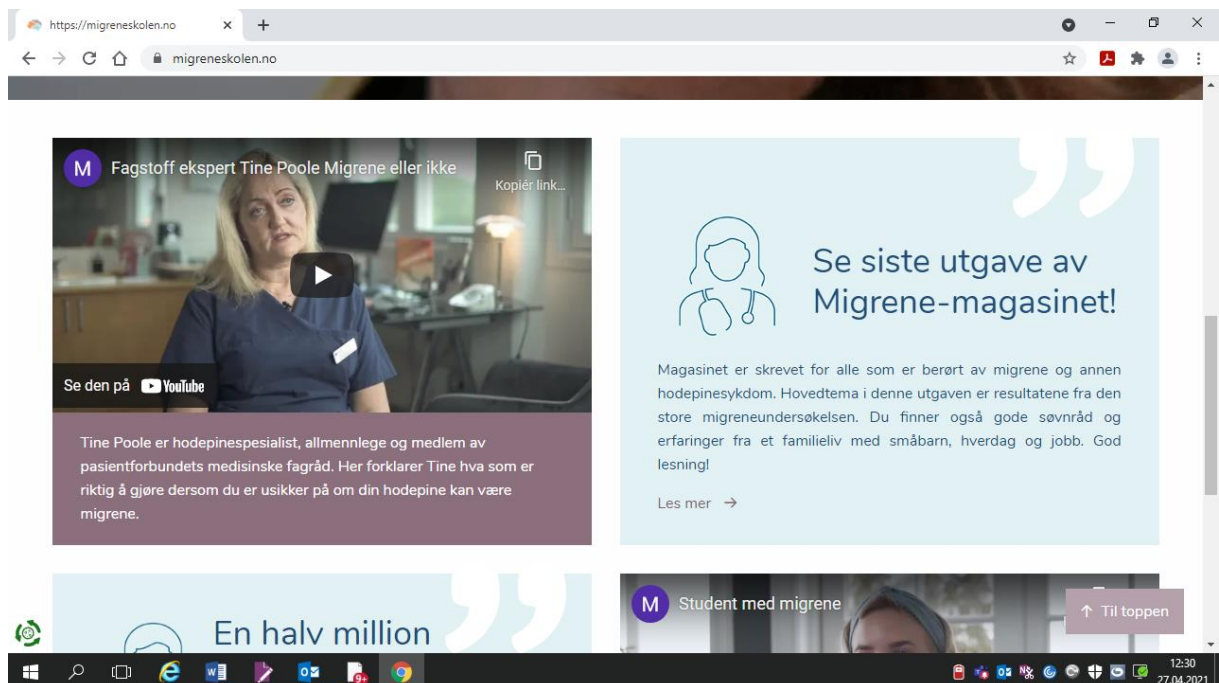 https://migreneskolen.no
migreneskolen.no
M
Fagstoff ekspert Tine Poole Migrene eller ikke
Kopiér link...
Se den på YouTube
Tine Poole er hodepinespesialist, allmennlege og medlem av
pasientforbundets medisinske fagråd. Her forklarer Tine hva som er
riktig å gjøre dersom du er usikker på om din hodepine kan være
migrene.
Se siste utgave av
Migrene-magasinet!
Magasinet er skrevet for alle som er berørt av migrene og annen
hodepinesykdom. Hovedtema i denne utgaven er resultatene fra den
store migreneundersøkelsen. Du finner også gode søvnråd og
erfaringer fra et familieliv med småbarn, hverdag og jobb. God
lesning!
Les mer →
En halv million
M
Student med migrene
↑ Til toppen
9+
12:30
27.04.2021